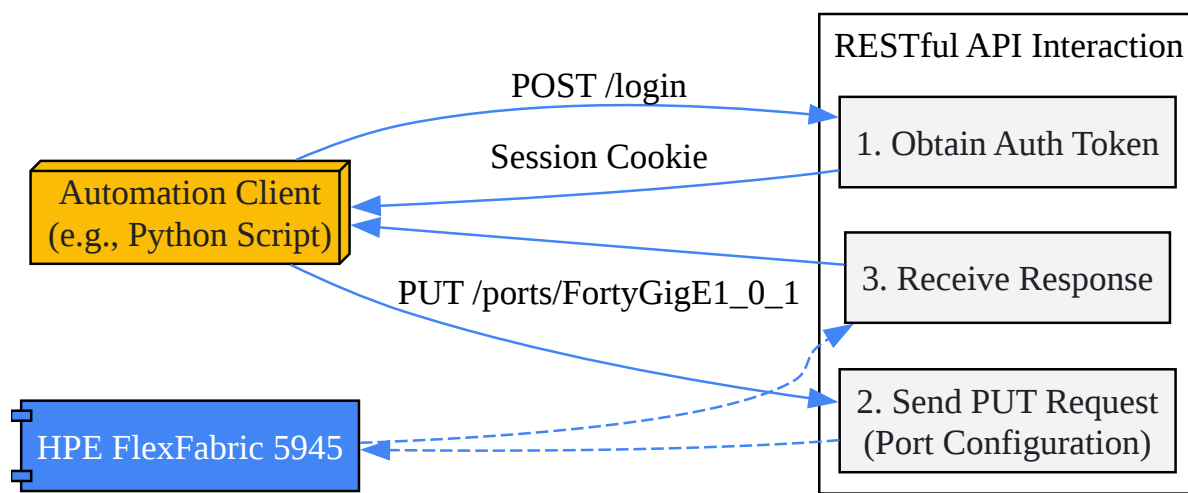 RESTful API Interaction
POST /login
1. Obtain Auth Token
Session Cookie
Automation Client
(e.g., Python Script)
3. Receive Response
PUT /ports/FortyGigE1_0_1
2. Send PUT Request
(Port Configuration)
HPE FlexFabric 5945